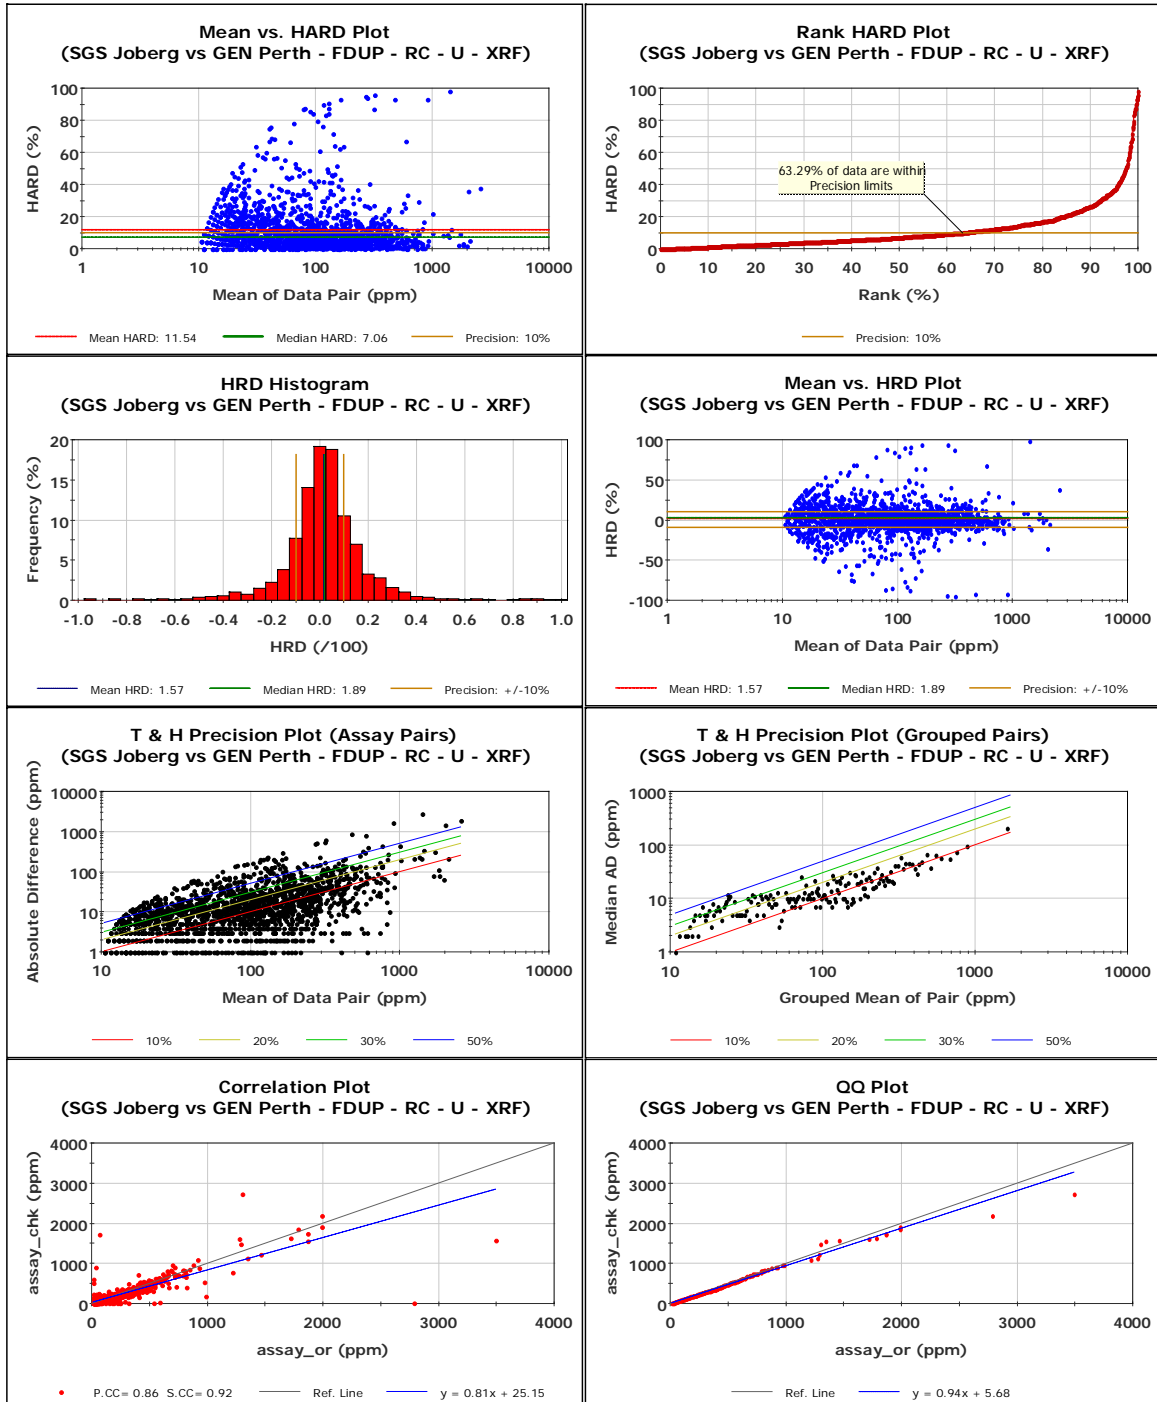 Mean vs. HARD Plot
(SGS Joberg vs GEN Perth - FDUP - RC - U - XRF)
HARD (%)
100
80
60
40
20
0
1 10 100 1000 10000
Mean of Data Pair (ppm)
Mean HARD: 11.54 Median HARD: 7.06 Precision: 10%
Rank HARD Plot
(SGS Joberg vs GEN Perth - FDUP - RC - U - XRF)
HARD (%)
100
80
60
40
20
0
63.29% of data are within
Precision limits
0 10 20 30 40 50 60 70 80 90 100
Rank (%)
Precision: 10%
HRD Histogram
(SGS Joberg vs GEN Perth - FDUP - RC - U - XRF)
Frequency (%)
20
15
10
5
0
-1.0 -0.8 -0.6 -0.4 -0.2 0.0 0.2 0.4 0.6 0.8 1.0
HRD (/100)
Mean HRD: 1.57 Median HRD: 1.89 Precision: +/-10%
Mean vs. HRD Plot
(SGS Joberg vs GEN Perth - FDUP - RC - U - XRF)
HRD (%)
100
50
0
-50
-100
1 10 100 1000 10000
Mean of Data Pair (ppm)
Mean HRD: 1.57 Median HRD: 1.89 Precision: +/-10%
T & H Precision Plot (Assay Pairs)
(SGS Joberg vs GEN Perth - FDUP - RC - U - XRF)
Absolute Difference (ppm)
10000
1000
100
10
1
10 100 1000 10000
Mean of Data Pair (ppm)
10% 20% 30% 50%
T & H Precision Plot (Grouped Pairs)
(SGS Joberg vs GEN Perth - FDUP - RC - U - XRF)
Median AD (ppm)
1000
100
10
1
10 100 1000 10000
Grouped Mean of Pair (ppm)
10% 20% 30% 50%
Correlation Plot
(SGS Joberg vs GEN Perth - FDUP - RC - U - XRF)
assay_chk (ppm)
4000
3000
2000
1000
0
0 1000 2000 3000 4000
assay_or (ppm)
P.CC= 0.86 S.CC= 0.92 Ref. Line y = 0.81x + 25.15
QQ Plot
(SGS Joberg vs GEN Perth - FDUP - RC - U - XRF)
assay_chk (ppm)
4000
3000
2000
1000
0
0 1000 2000 3000 4000
assay_or (ppm)
Ref. Line y = 0.94x + 5.68